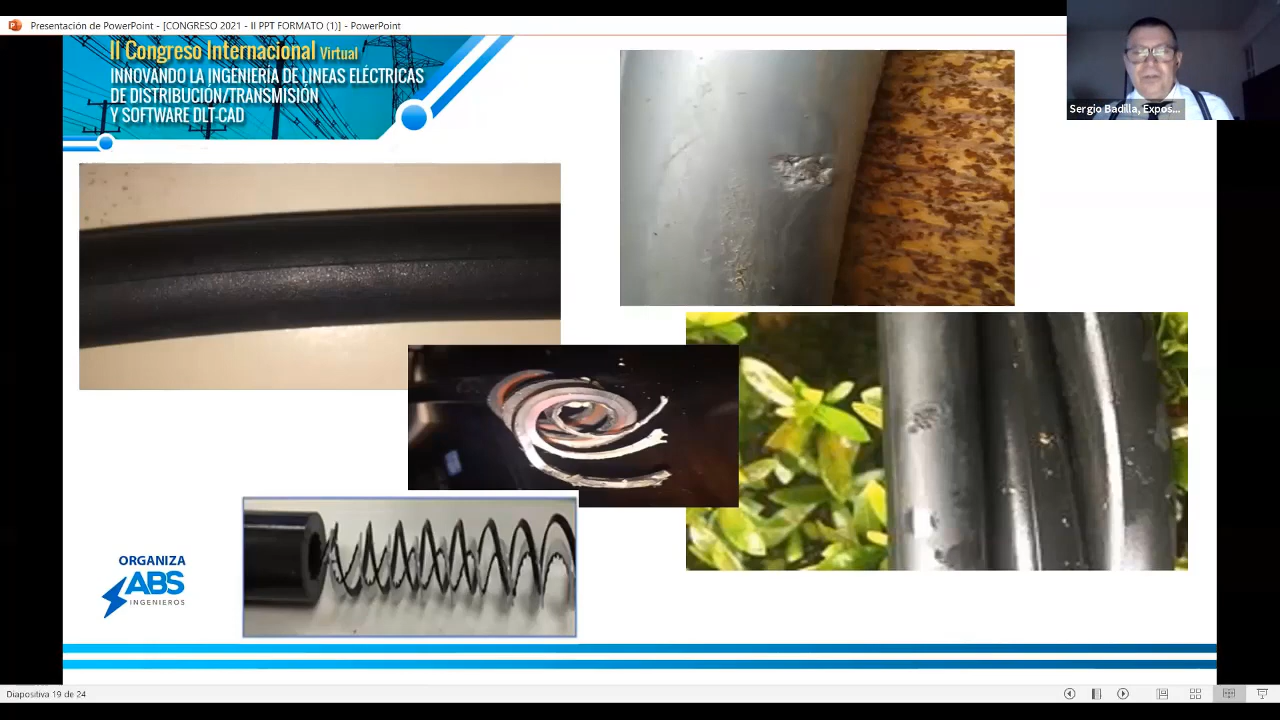 Presentación de PowerPoint - [CONGRESO 2021 - II PPT FORMATO (1)] - PowerPoint
II Congreso Internacional Virtual
INNOVANDO LA INGENIERÍA DE LINEAS ELÉCTRICAS
DE DISTRIBUCIÓN/TRANSMISIÓN
Y SOFTWARE DLT-CAD
Sergio Badilla, Expos...
ORGANIZA
ABS
INGENIEROS
Diapositiva 19 de 24